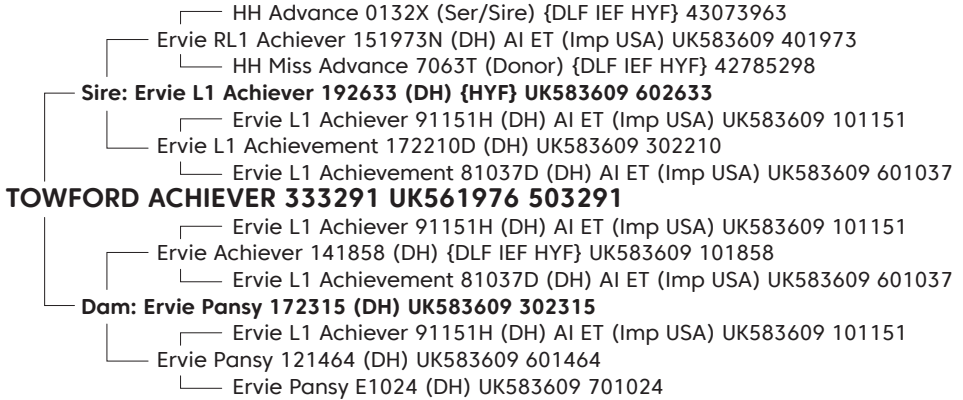 HH Advance 0132X (Ser/Sire) {DLF IEF HYF} 43073963
Ervie RL1 Achiever 151973N (DH) AI ET (Imp USA) UK583609 401973
HH Miss Advance 7063T (Donor) {DLF IEF HYF} 42785298
Sire: Ervie L1 Achiever 192633 (DH) {HYF} UK583609 602633
Ervie L1 Achiever 91151H (DH) AI ET (Imp USA) UK583609 101151
Ervie L1 Achievement 172210D (DH) UK583609 302210
Ervie L1 Achievement 81037D (DH) AI ET (Imp USA) UK583609 601037
TOWFORD ACHIEVER 333291 UK561976 503291
Ervie L1 Achiever 91151H (DH) AI ET (Imp USA) UK583609 101151
Ervie Achiever 141858 (DH) {DLF IEF HYF} UK583609 101858
Ervie L1 Achievement 81037D (DH) AI ET (Imp USA) UK583609 601037
Dam: Ervie Pansy 172315 (DH) UK583609 302315
Ervie L1 Achiever 91151H (DH) AI ET (Imp USA) UK583609 101151
Ervie Pansy 121464 (DH) UK583609 601464
Ervie Pansy E1024 (DH) UK583609 701024